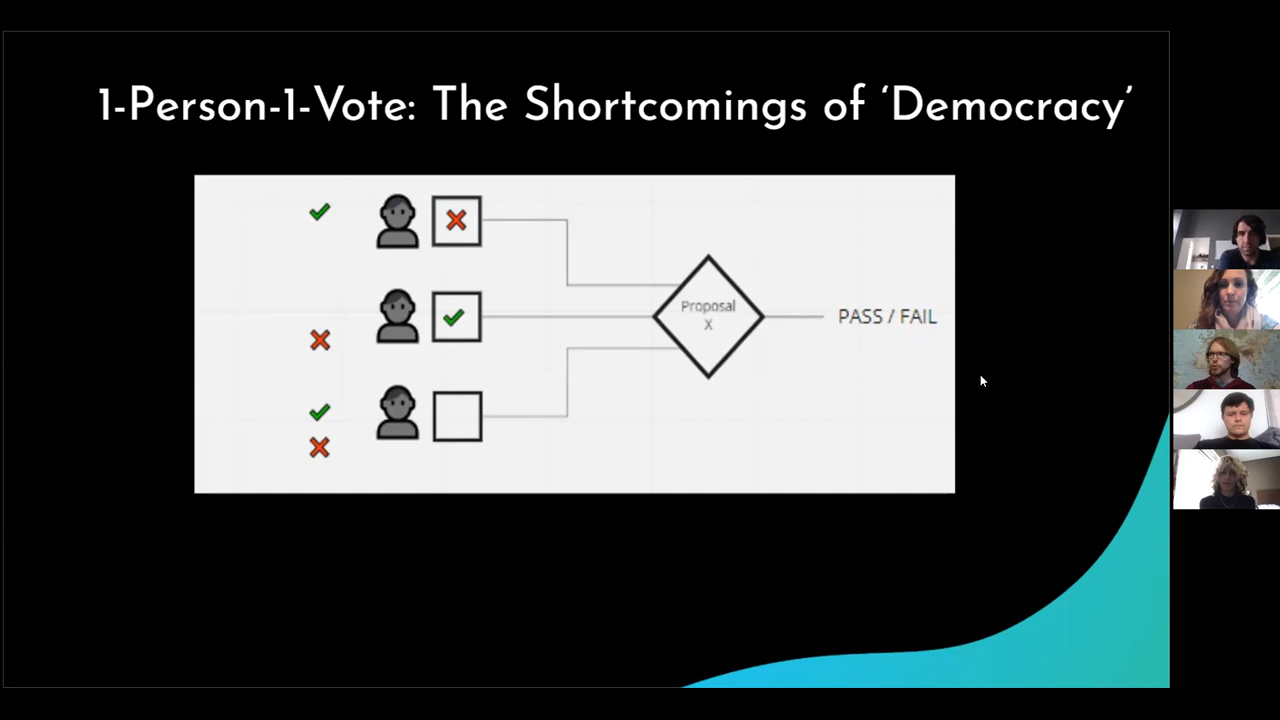 1-Person-1-Vote: The Shortcomings of ‘Democracy’
Proposal
X
PASS / FAIL